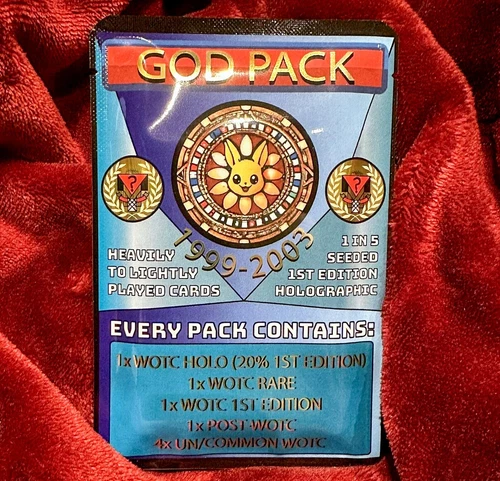 GOD PACK
?
?
1999-2003
HEAVILY
TO LIGHTLY
PLAYED CARDS
1 IN 5
SEEDED
1ST EDITION
HOLOGRAPHIC
EVERY PACK CONTAINS:
1x WOTC HOLO (20% 1ST EDITION)
1x WOTC RARE
1x WOTC 1ST EDITION
1x POST-WOTC
4x UN/COMMON WOTC